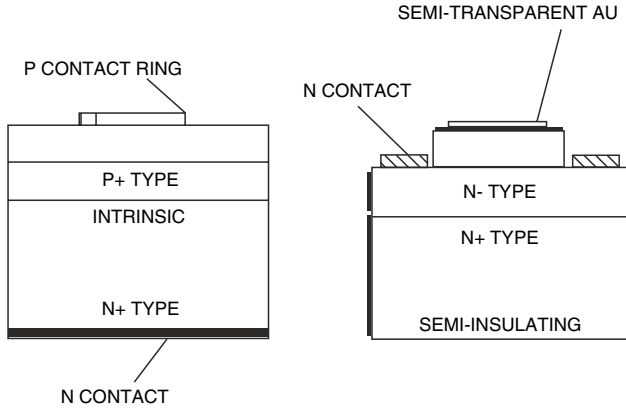 SEMI-TRANSPARENT AU
P CONTACT RING
N CONTACT
P+ TYPE
INTRINSIC
N+ TYPE
N CONTACT
N- TYPE
N+ TYPE
SEMI-INSULATING